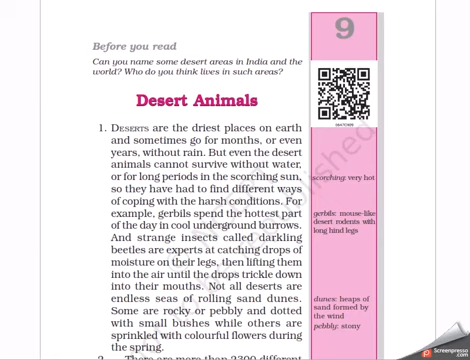 9
Before you read
Can you name some desert areas in India and the
world? Who do you think lives in such areas?
Desert Animals
1. DESERTS are the driest places on earth
and sometimes go for months, or even
years, without rain. But even the desert
animals cannot survive without water,
or for long periods in the scorching sun,
so they have had to find different ways
of coping with the harsh conditions. For
example, gerbils spend the hottest part
of the day in cool underground burrows.
And strange insects called darkling
beetles are experts at catching drops of
moisture on their legs, then lifting them
into the air until the drops trickle down
into their mouths. Not all deserts are
endless seas of rolling sand dunes.
Some are rocky or pebbly and dotted
with small bushes while others are
sprinkled with colourful flowers during
the spring.
2. There are more than 2300 different
scorching: very hot
gerbils: mouse-like
desert rodents with
long hind legs
dunes: heaps of
sand formed by
the wind
pebbly: stony
Screenpresso